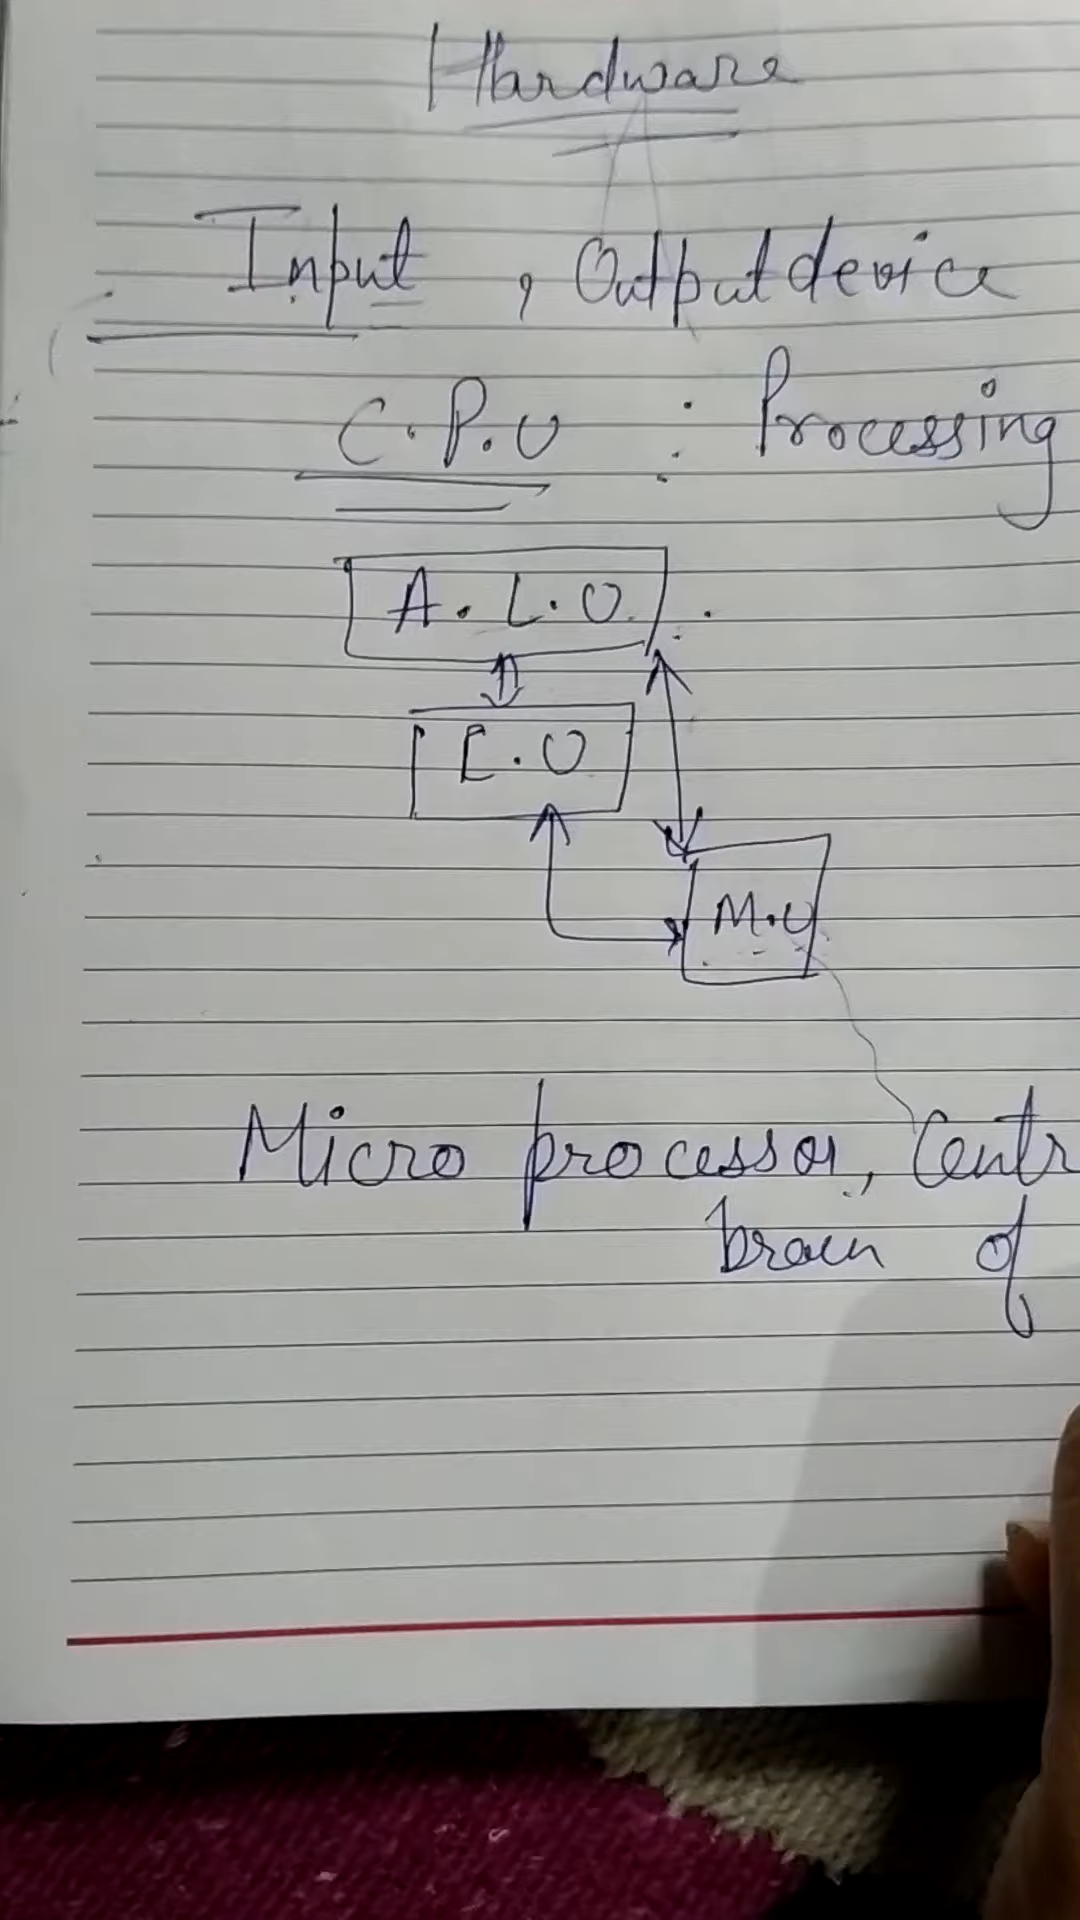 Hardware
Input , Output device
C.P.U : Processing
A.L.U.
C.U
M.U
Micro processor, Centr
brain of